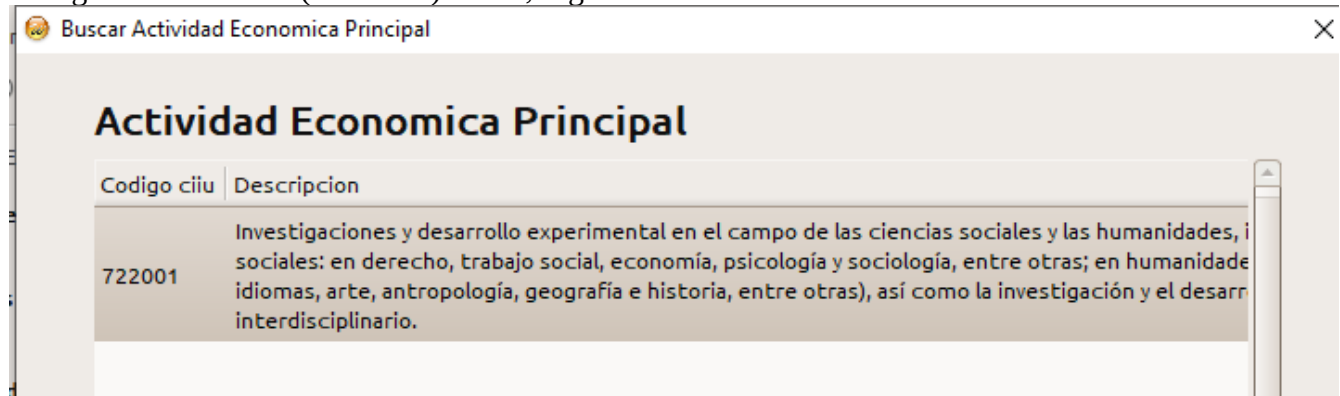 Buscar Actividad Economica Principal
Actividad Economica Principal
Codigo ciiu Descripcion
Investigaciones y desarrollo experimental en el campo de las ciencias sociales y las humanidades,
722001 sociales: en derecho, trabajo social, economía, psicología y sociología, entre otras; en
idiomas, arte, antropología, geografía e historia, entre otras), así como la investigación y el
interdisciplinario.